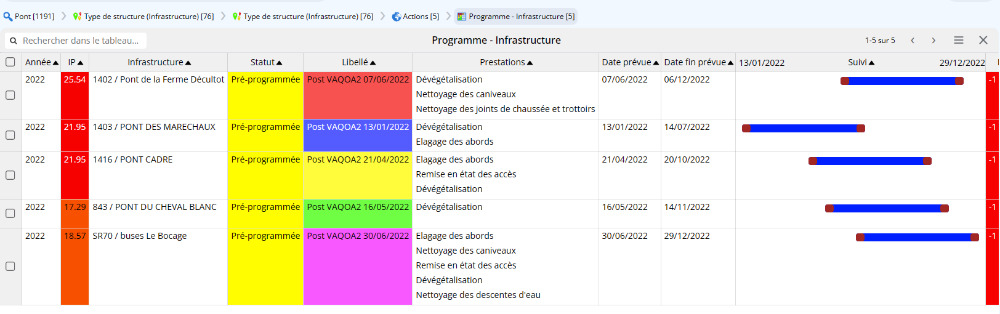 Pont [1191] Type de structure (Infrastructure) [76] Type de structure (Infrastructure) [76] Actions [5] Programme - Infrastructure [5]
Rechercher dans le tableau... Programme - Infrastructure 1-5 sur 5
Année IP Infrastructure Statut Libellé Prestations Date prévue Date fin prévue 13/01/2022 Suivi 29/12/2022
2022 25.54 1402 / Pont de la Ferme Décultot Pré-programmée Post VAQOA2 07/06/2022 Dévégétalisation 07/06/2022 06/12/2022 -1
Nettoyage des caniveaux
Nettoyage des joints de chaussée et trottoirs
2022 21.95 1403 / PONT DES MARECHAUX Pré-programmée Post VAQOA2 13/01/2022 Dévégétalisation 13/01/2022 14/07/2022 -1
Elagage des abords
2022 21.95 1416 / PONT CADRE Pré-programmée Post VAQOA2 21/04/2022 Elagage des abords 21/04/2022 20/10/2022 -1
Remise en état des accès
Dévégétalisation
2022 17.29 843 / PONT DU CHEVAL BLANC Pré-programmée Post VAQOA2 16/05/2022 Dévégétalisation 16/05/2022 14/11/2022 -1
2022 18.57 SR70 / buses Le Bocage Pré-programmée Post VAQOA2 30/06/2022 Elagage des abords 30/06/2022 29/12/2022 -1
Nettoyage des caniveaux
Remise en état des accès
Dévégétalisation
Nettoyage des descentes d'eau